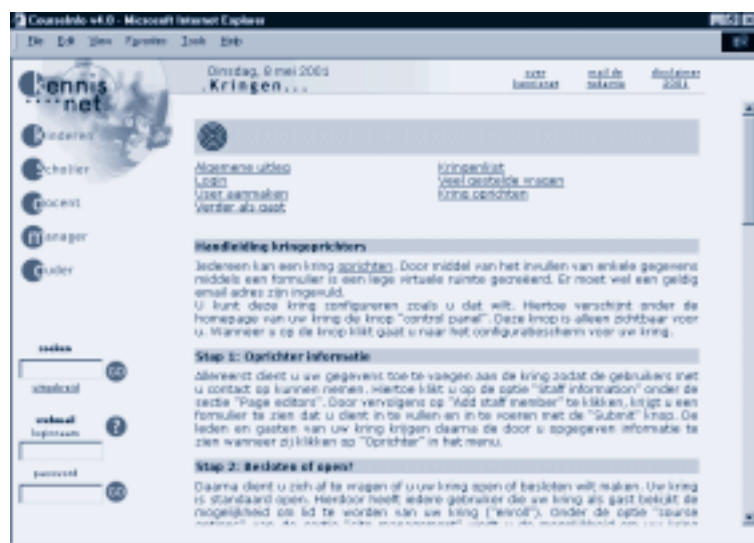 CourseInfo v4.0 - Microsoft Internet Explorer
File Edit View Favorites Tools Help
kennis
net
Dinsdag, 8 mei 2001
.Kringen...
over
kennisnet
mail de
redactie
disclaimer
2001
kinderen
scholier
docent
manager
ouder
Algemene uitleg
Login
User aanmaken
Verder als gast
Kringenlijst
Veel gestelde vragen
Kring oprichten
Handleiding kringoprichters
Iedereen kan een kring oprichten. Door middel van het invullen van enkele gegevens
middels een formulier is een lege virtuele ruimte gecreëerd. Er moet wel een geldig
email adres zijn ingevuld.
U kunt deze kring configureren zoals u dat wilt. Hiertoe verschijnt onder de
homepage van uw kring de knop "control panel". Deze knop is alleen zichtbaar voor
u. Wanneer u op de knop klikt gaat u naar het configuratiescherm voor uw kring.
Stap 1: Oprichter informatie
Allereerst dient u uw gegevens toe te voegen aan de kring zodat de gebruikers met
u contact op kunnen nemen. Hiertoe klikt u op de optie "Staff information" onder de
sectie "Page editors". Door vervolgens op "Add staff member" te klikken, krijgt u een
formulier te zien dat u dient in te vullen en in te voeren met de "Submit" knop. De
leden en gasten van uw kring krijgen daarna de door u opgegeven informatie te
zien wanneer zij klikken op "Oprichter" in het menu.
Stap 2: Besloten of open?
Daarna dient u zich af te vragen of u uw kring open of besloten wilt maken. Uw kring
is standaard open. Hierdoor heeft iedere gebruiker die uw kring als gast bekijkt de
mogelijkheid om lid te worden van uw kring ("enroll"). Onder de optie "course
zoeken
GO
uitgebreid
webmail
loginnaam
?
password
GO